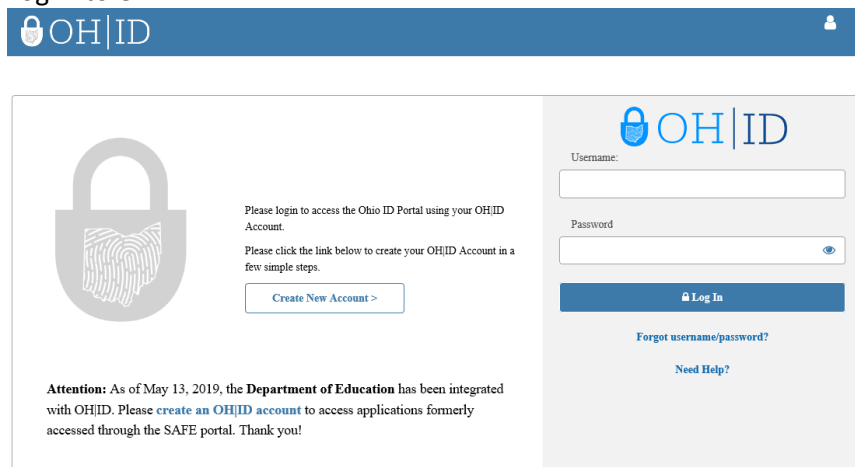 OH|ID
OH|ID
Username:
Please login to access the Ohio ID Portal using your OH|ID
Account.
Please click the link below to create your OH|ID Account in a
few simple steps.
Create New Account >
Password
Log In
Forgot username/password?
Need Help?
Attention: As of May 13, 2019, the Department of Education has been integrated
with OH|ID. Please create an OH|ID account to access applications formerly
accessed through the SAFE portal. Thank you!